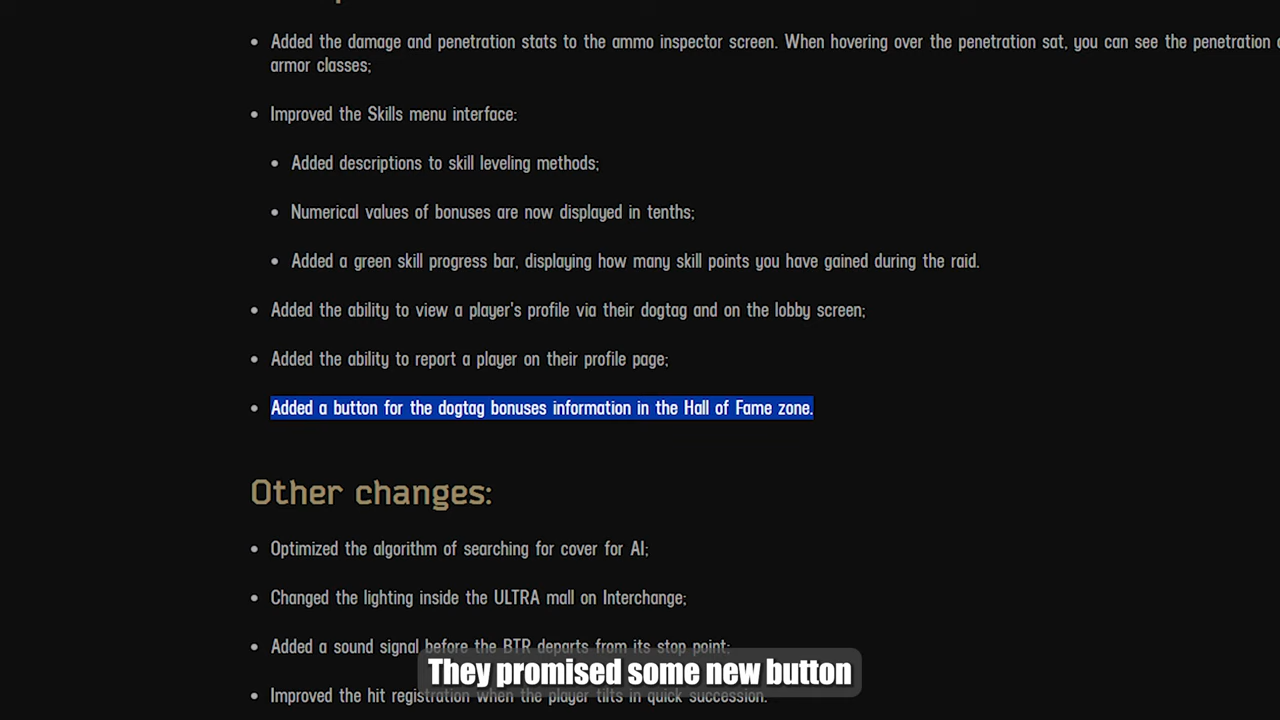 Added the damage and penetration stats to the ammo inspector screen. When hovering over the penetration sat, you can see the penetration
armor classes;
Improved the Skills menu interface:
Added descriptions to skill leveling methods;
Numerical values of bonuses are now displayed in tenths;
Added a green skill progress bar, displaying how many skill points you have gained during the raid.
Added the ability to view a player's profile via their dogtag and on the lobby screen;
Added the ability to report a player on their profile page;
Added a button for the dogtag bonuses information in the Hall of Fame zone.
Other changes:
Optimized the algorithm of searching for cover for AI;
Changed the lighting inside the ULTRA mall on Interchange;
Added a sound signal before the BTR departs from its stop point;
They promised some new button
Improved the hit registration when the player tilts in quick succession.